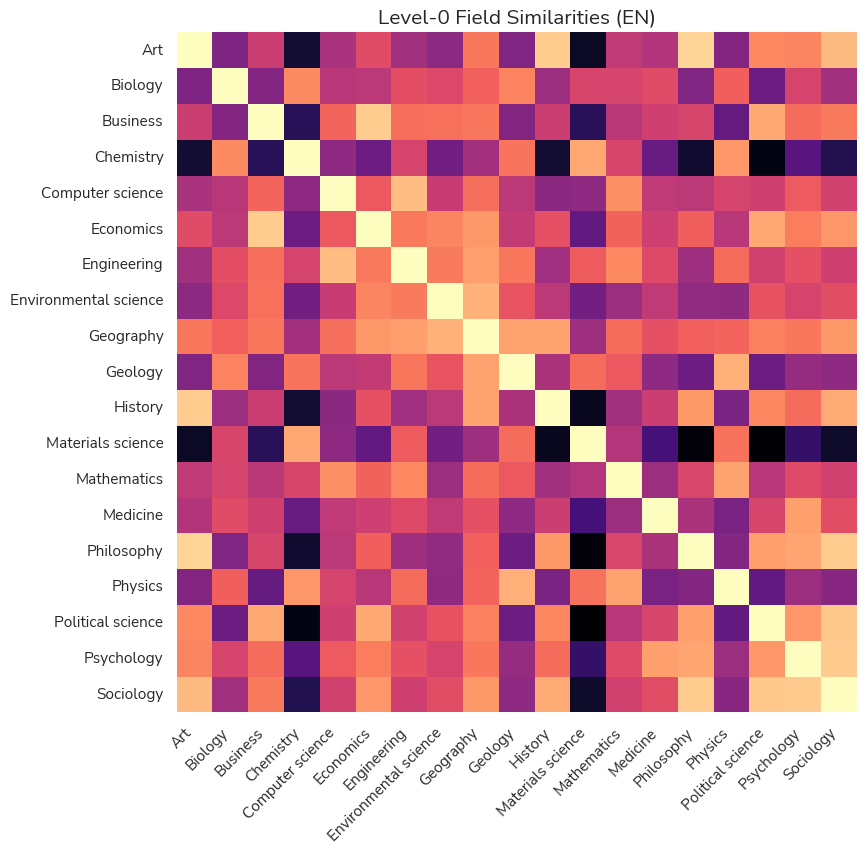 Level-0 Field Similarities (EN)
Art
Biology
Business
Chemistry
Computer science
Economics
Engineering
Environmental science
Geography
Geology
History
Materials science
Mathematics
Medicine
Philosophy
Physics
Political science
Psychology
Sociology
Art
Biology
Business
Chemistry
Computer science
Economics
Engineering
Environmental science
Geography
Geology
History
Materials science
Mathematics
Medicine
Philosophy
Physics
Political science
Psychology
Sociology